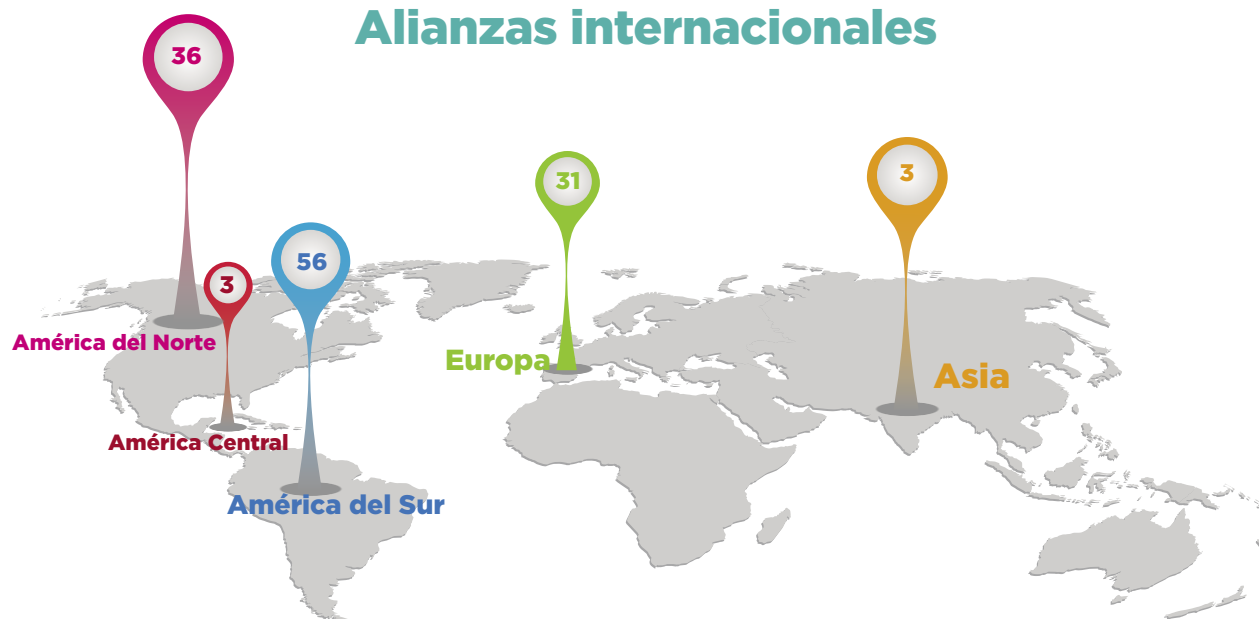 Alianzas internacionales
36
América del Norte
3
América Central
56
América del Sur
31
Europa
3
Asia